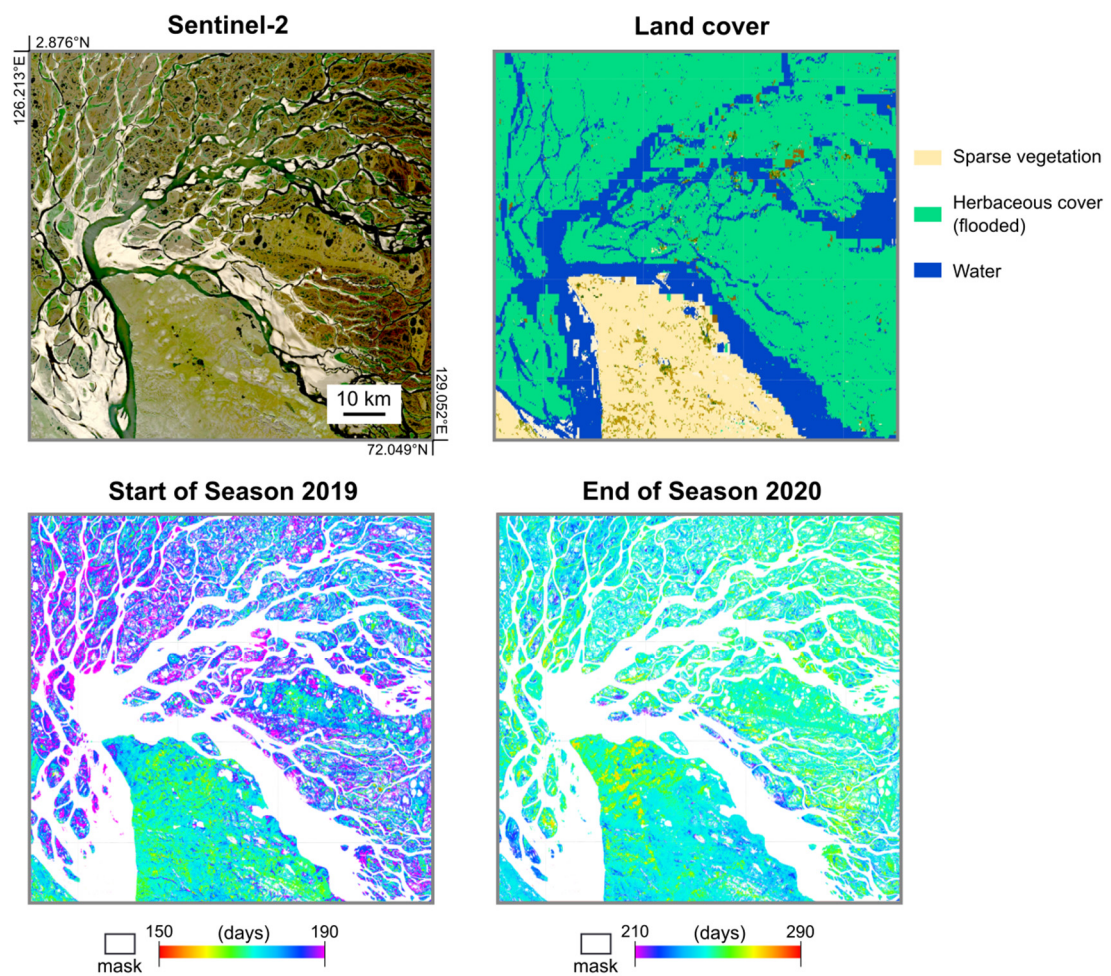 Sentinel-2
Land cover
2.876°N
126.213°E
10 km
129.052°E
72.049°N
Sparse vegetation
Herbaceous cover
(flooded)
Water
Start of Season 2019
End of Season 2020
mask
150
(days)
190
mask
210
(days)
290